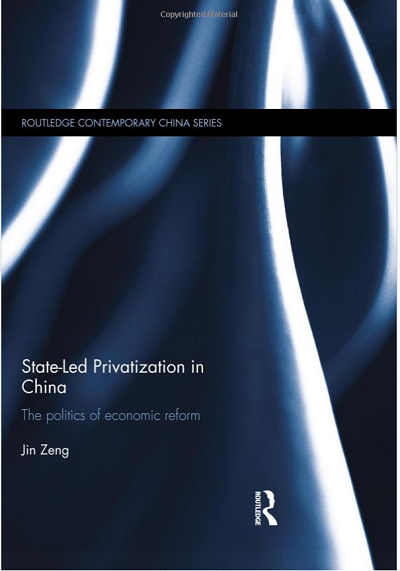 Copyrighted Material
ROUTLEDGE CONTEMPORARY CHINA SERIES
State-Led Privatization in
China
The politics of economic reform
Jin Zeng
ROUTLEDGE